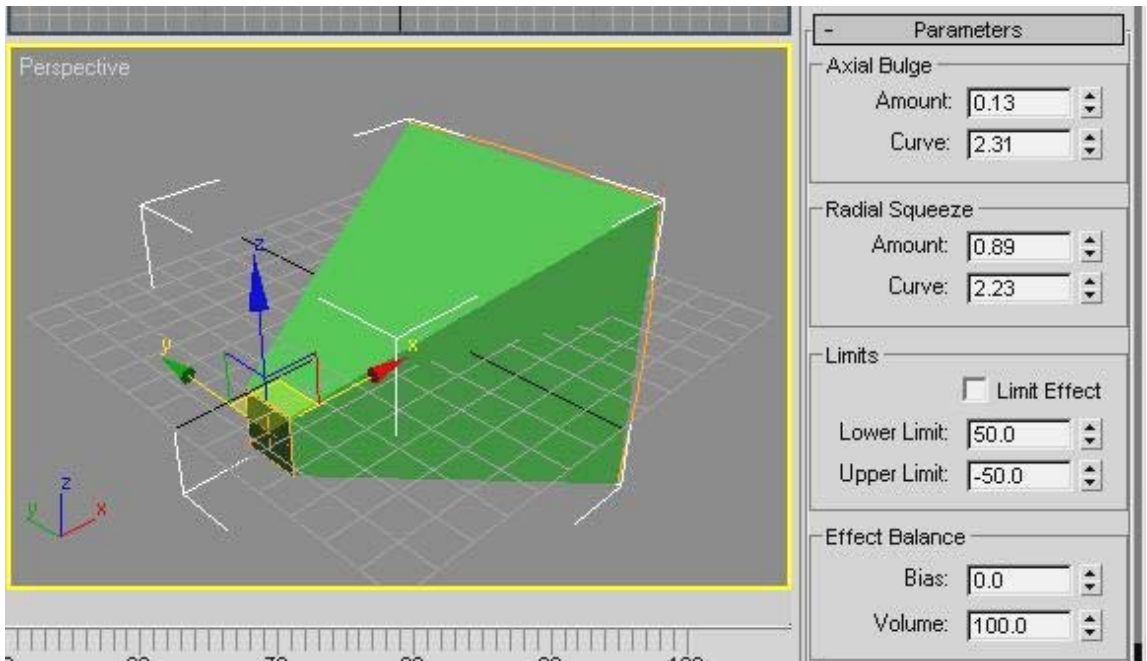 Perspective
z
y
x
z
y
x
70
- Parameters
Axial Bulge
Amount: 0.13
Curve: 2.31
Radial Squeeze
Amount: 0.89
Curve: 2.23
Limits
Limit Effect
Lower Limit: 50.0
Upper Limit: -50.0
Effect Balance
Bias: 0.0
Volume: 100.0